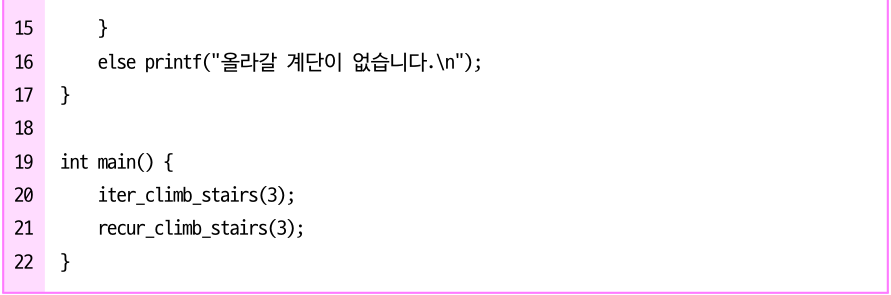 15     }
16     else printf("올라갈 계단이 없습니다.\n");
17 }
18
19 int main() {
20     iter_climb_stairs(3);
21     recur_climb_stairs(3);
22 }